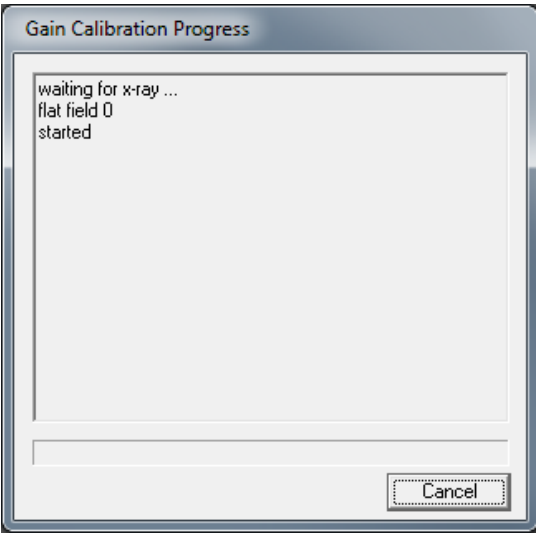 Gain Calibration Progress
waiting for x-ray ...
flat field 0
started
Cancel